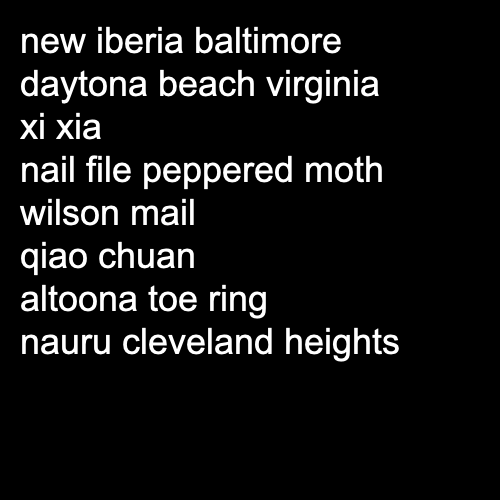 new iberia baltimore
daytona beach virginia
xi xia
nail file peppered moth
wilson mail
qiao chuan
altoona toe ring
nauru cleveland heights